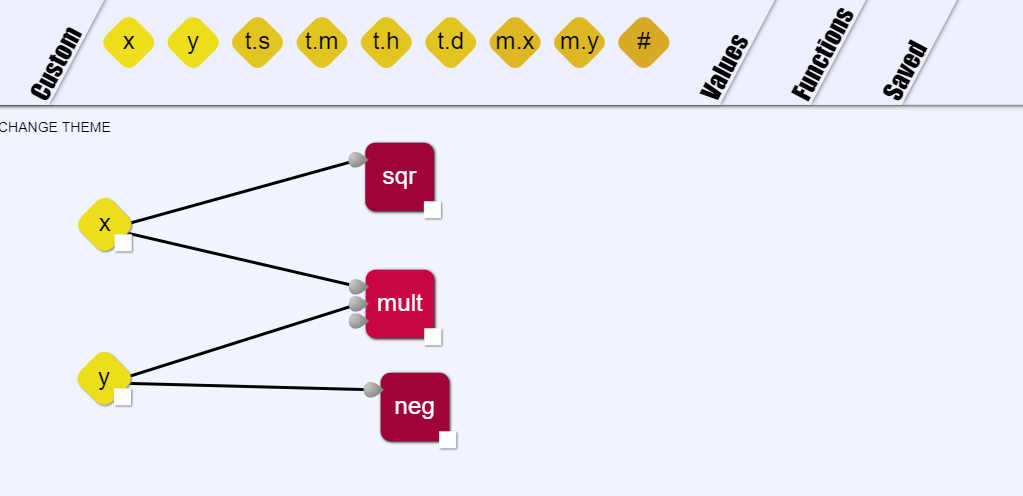 Custom
x y t.s t.m t.h t.d m.x m.y #
Values
Functions
Saved
CHANGE THEME
sqr
x
mult
y
neg